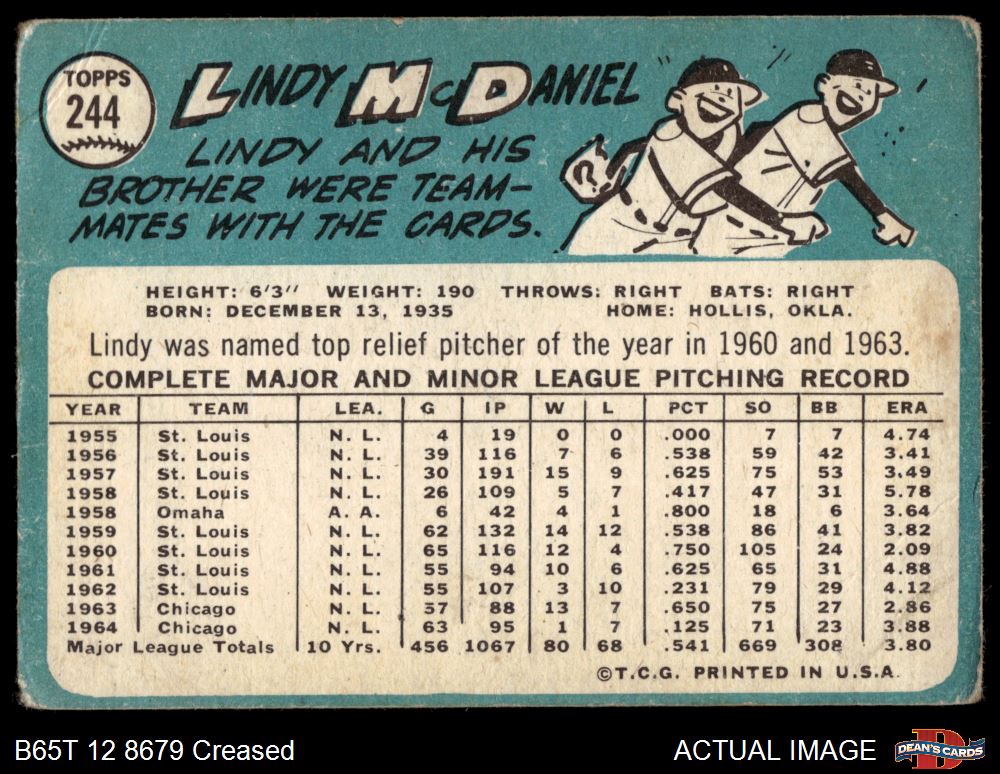 TOPPS
244
LINDY McDANIEL
LINDY AND HIS
BROTHER WERE TEAM-
MATES WITH THE CARDS.
?
HEIGHT: 6'3" WEIGHT: 190 THROWS: RIGHT BATS: RIGHT
BORN: DECEMBER 13, 1935 HOME: HOLLIS, OKLA.
Lindy was named top relief pitcher of the year in 1960 and 1963.
COMPLETE MAJOR AND MINOR LEAGUE PITCHING RECORD
YEAR TEAM LEA. G IP W L PCT SO BB ERA
1955 St. Louis N. L. 4 19 0 0 .000 7 7 4.74
1956 St. Louis N. L. 39 116 7 6 .538 59 42 3.41
1957 St. Louis N. L. 30 191 15 9 .625 75 53 3.49
1958 St. Louis N. L. 26 109 5 7 .417 47 31 5.78
1958 Omaha A. A. 6 42 4 1 .800 18 6 3.64
1959 St. Louis N. L. 62 132 14 12 .538 86 41 3.82
1960 St. Louis N. L. 65 116 12 4 .750 105 24 2.09
1961 St. Louis N. L. 55 94 10 6 .625 65 31 4.88
1962 St. Louis N. L. 55 107 3 10 .231 79 29 4.12
1963 Chicago N. L. 57 88 13 7 .650 75 27 2.86
1964 Chicago N. L. 63 95 1 7 .125 71 23 3.88
Major League Totals 10 Yrs. 456 1067 80 68 .541 669 308 3.80
©T.C.G. PRINTED IN U.S.A.
B65T 12 8679 Creased ACTUAL IMAGE
D
DEAN'S CARDS